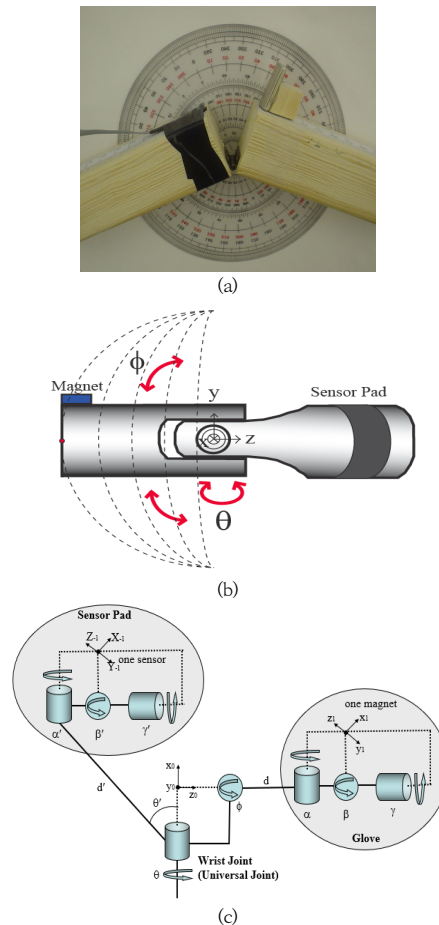 (a)
ϕ
Magnet
y
Sensor Pad
x
z
θ
(b)
Sensor Pad
Z-1
X-1
one sensor
Y-1
α'
β'
γ'
d'
θ'
x0
y0
z0
ϕ
d
one magnet
z1
x1
y1
α
β
γ
Glove
Wrist Joint
(Universal Joint)
θ
(c)